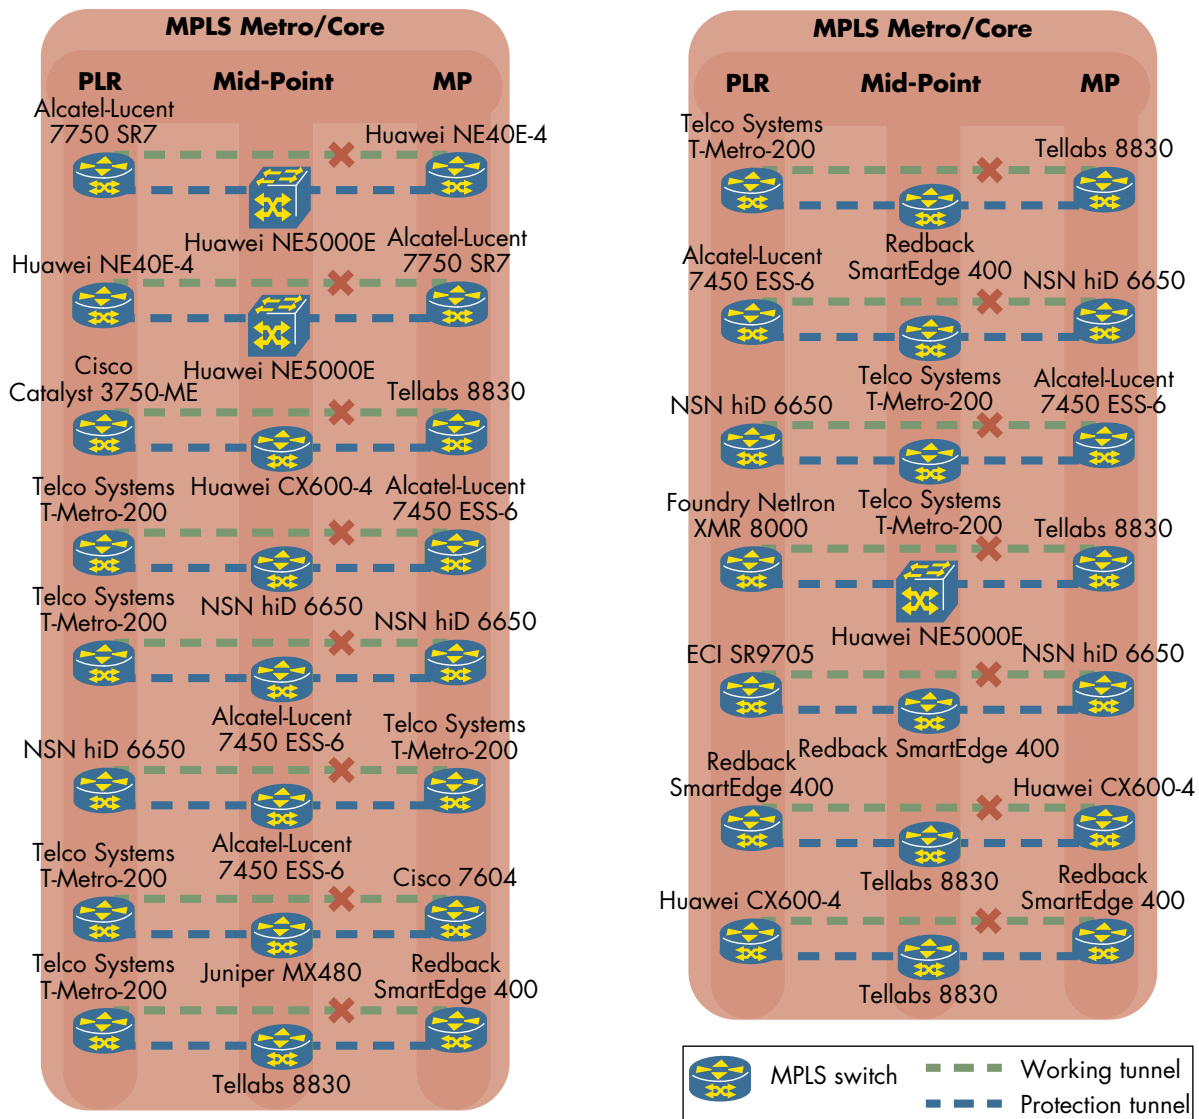 MPLS Metro/Core
PLR Mid-Point MP
Alcatel-Lucent
7750 SR7
Huawei NE40E-4
Huawei NE5000E
Huawei NE40E-4
Alcatel-Lucent
7750 SR7
Huawei NE5000E
Cisco
Catalyst 3750-ME
Tellabs 8830
Huawei CX600-4
Telco Systems
T-Metro-200
Alcatel-Lucent
7450 ESS-6
NSN hiD 6650
Telco Systems
T-Metro-200
NSN hiD 6650
Alcatel-Lucent
7450 ESS-6
NSN hiD 6650
Telco Systems
T-Metro-200
Alcatel-Lucent
7450 ESS-6
Telco Systems
T-Metro-200
Cisco 7604
Juniper MX480
Telco Systems
T-Metro-200
Redback
SmartEdge 400
Tellabs 8830
MPLS Metro/Core
PLR Mid-Point MP
Telco Systems
T-Metro-200
Tellabs 8830
Redback
SmartEdge 400
Alcatel-Lucent
7450 ESS-6
NSN hiD 6650
Telco Systems
T-Metro-200
NSN hiD 6650
Alcatel-Lucent
7450 ESS-6
Telco Systems
T-Metro-200
Foundry NetIron
XMR 8000
Tellabs 8830
Huawei NE5000E
ECI SR9705
NSN hiD 6650
Redback SmartEdge 400
Redback
SmartEdge 400
Huawei CX600-4
Tellabs 8830
Huawei CX600-4
Redback
SmartEdge 400
Tellabs 8830
MPLS switch
Working tunnel
Protection tunnel